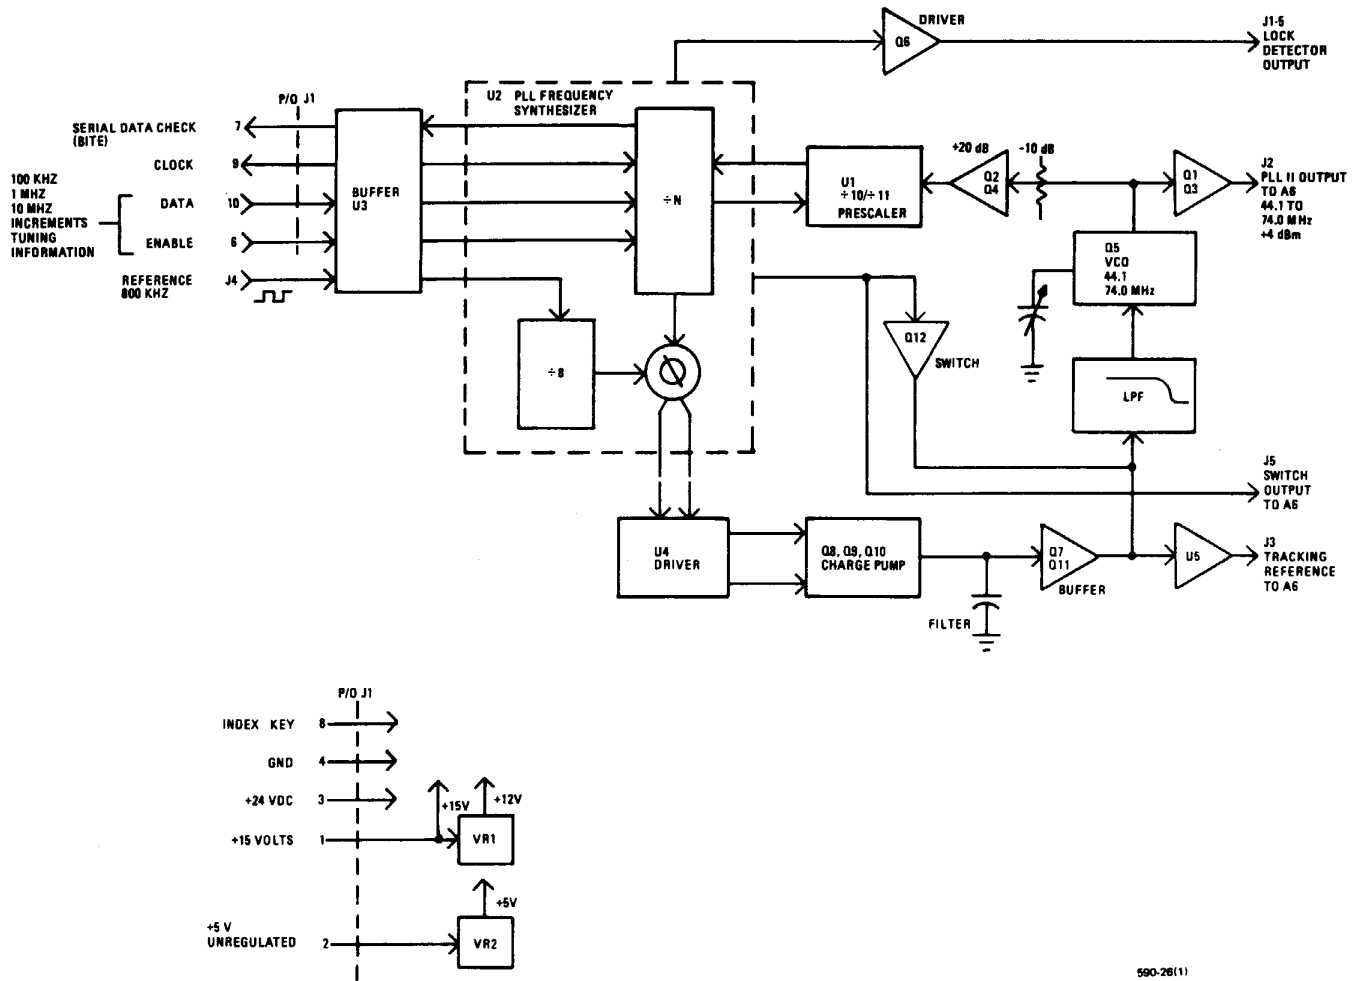 DRIVER
Q6
J1-5
LOCK
DETECTOR
OUTPUT
U2 PLL FREQUENCY
SYNTHESIZER
P/O J1
SERIAL DATA CHECK
(BITE)
7
CLOCK
9
100 KHZ
1 MHZ
10 MHZ
INCREMENTS
TUNING
INFORMATION
DATA
10
ENABLE
6
REFERENCE
800 KHZ
J4
BUFFER
U3
÷N
U1
÷10/÷11
PRESCALER
+20 dB
Q2
Q4
-10 dB
Q1
Q3
J2
PLL II OUTPUT
TO A6
44.1 TO
74.0 MHz
+4 dBm
Q5
VCO
44.1
74.0 MHz
÷8
Q12
SWITCH
LPF
J5
SWITCH
OUTPUT
TO A6
U4
DRIVER
Q8, Q9, Q10
CHARGE PUMP
Q7
Q11
BUFFER
U5
J3
TRACKING
REFERENCE
TO A6
FILTER
P/O J1
INDEX KEY 8
GND 4
+24 VDC 3
+15 VOLTS 1
+15V
+12V
VR1
+5 V
UNREGULATED 2
+5V
VR2
590-26(1)